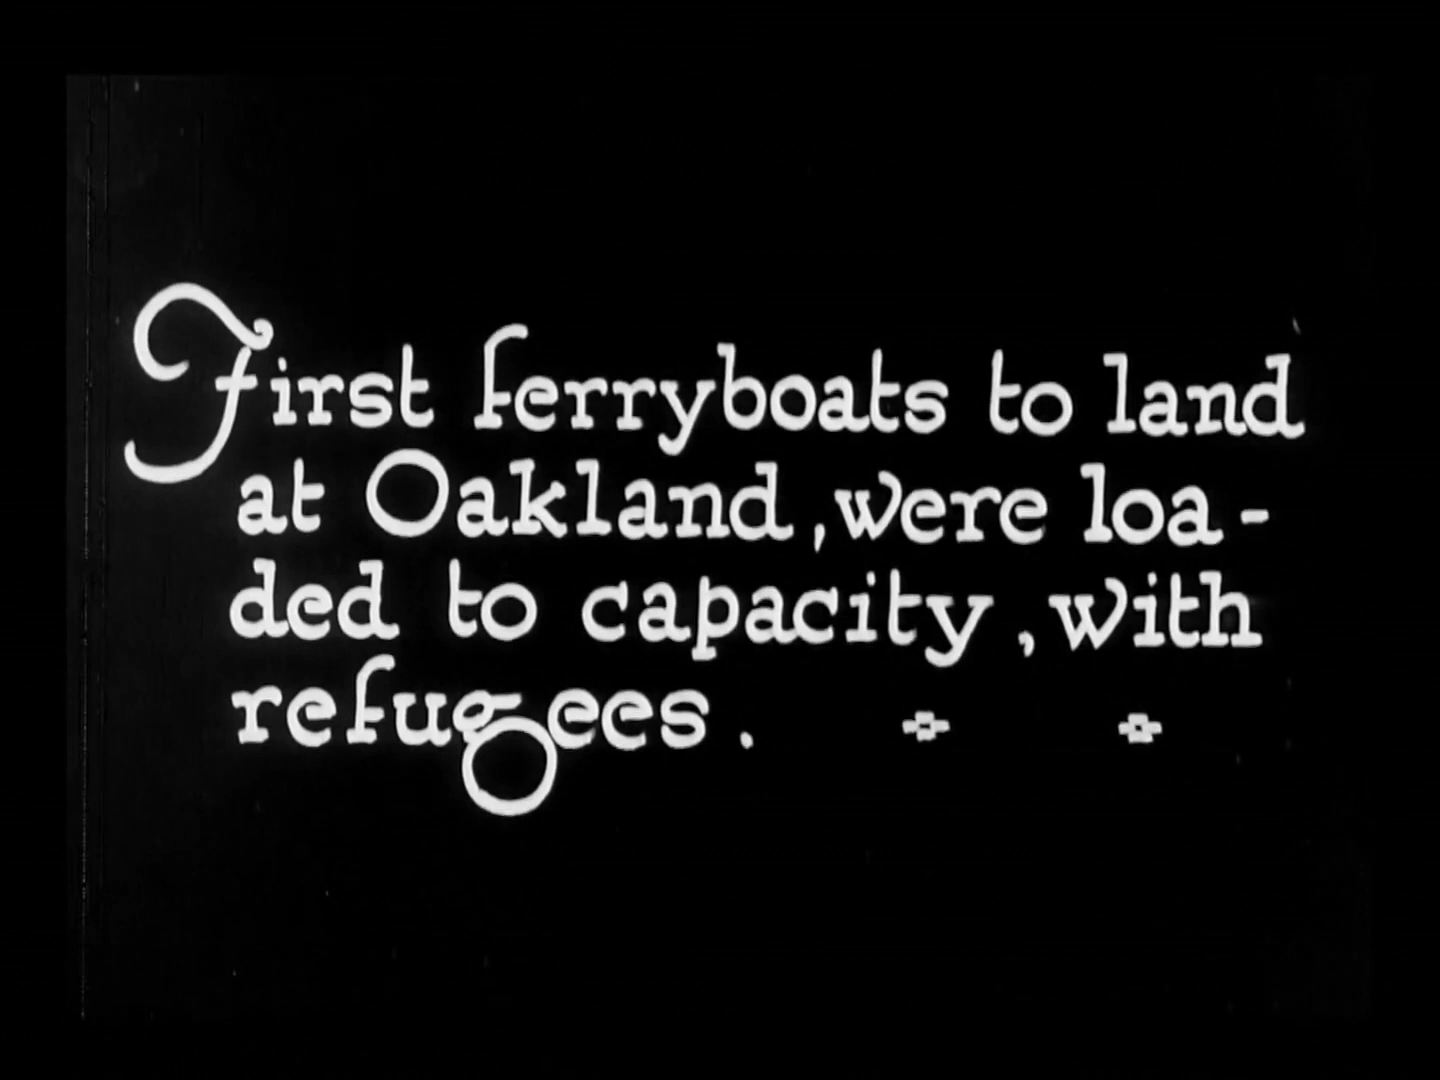 First ferryboats to land
at Oakland, were loa-
ded to capacity, with
refugees.